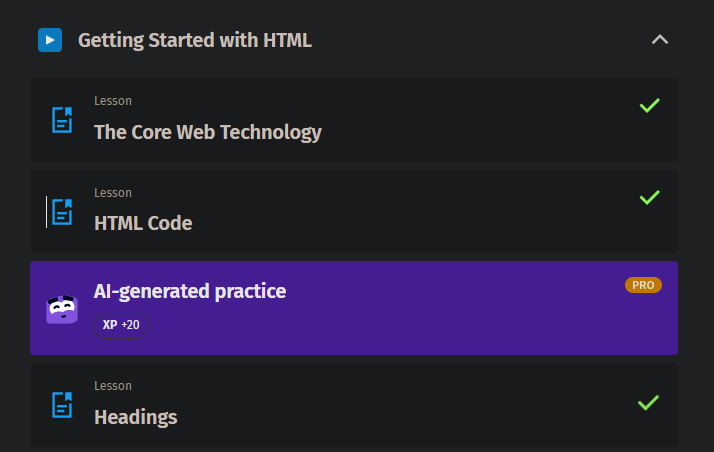 Getting Started with HTML
Lesson
The Core Web Technology
Lesson
HTML Code
AI-generated practice
PRO
XP +20
Lesson
Headings